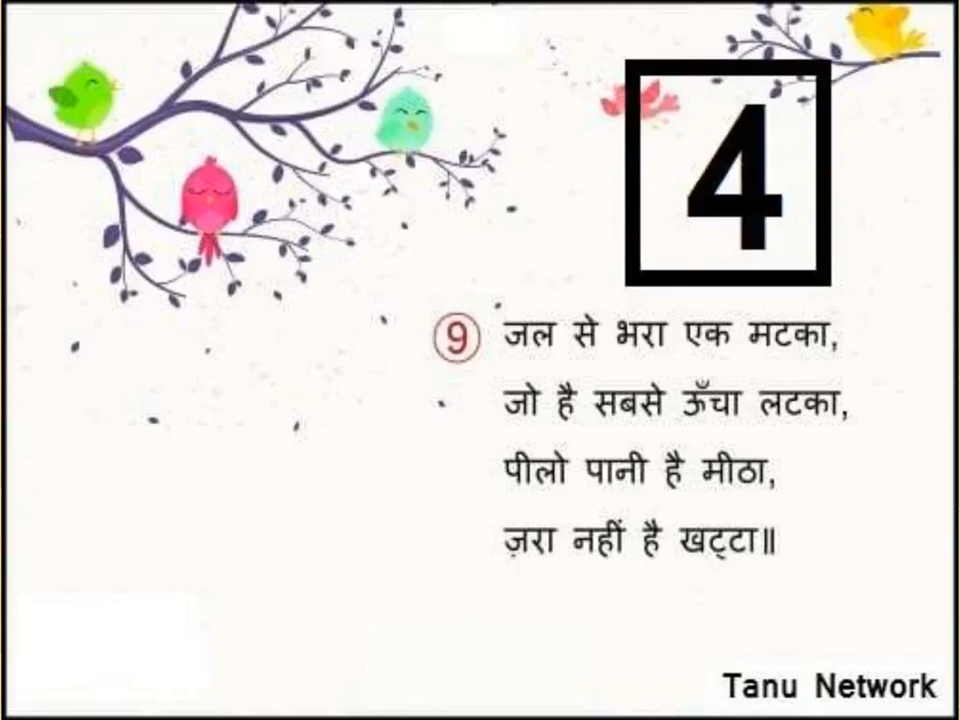 4
9 जल से भरा एक मटका,
जो है सबसे ऊँचा लटका,
पीलो पानी है मीठा,
ज़रा नहीं है खट्टा॥
Tanu Network